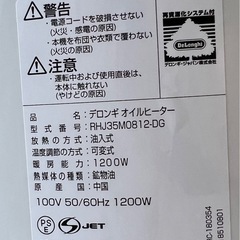 警告
電源コードを破損させない
(火災・感電の原因)
本機を布団や衣類で覆わない
(火災の原因)
注意
運転中および使用直後は、
本体に触れない
(やけどの原因)
再資源化システム付
DeLonghi
デロンギ・ジャパン株式会社
デロンギ オイルヒーター
型式番号：RHJ35M0812-DG
放熱の方式：油入式
温度調節：可変式
暖房能力：1200W
熱媒体の種類：鉱物油
原産国：中国
100V 50/60Hz 1200W
PS
E
S JET